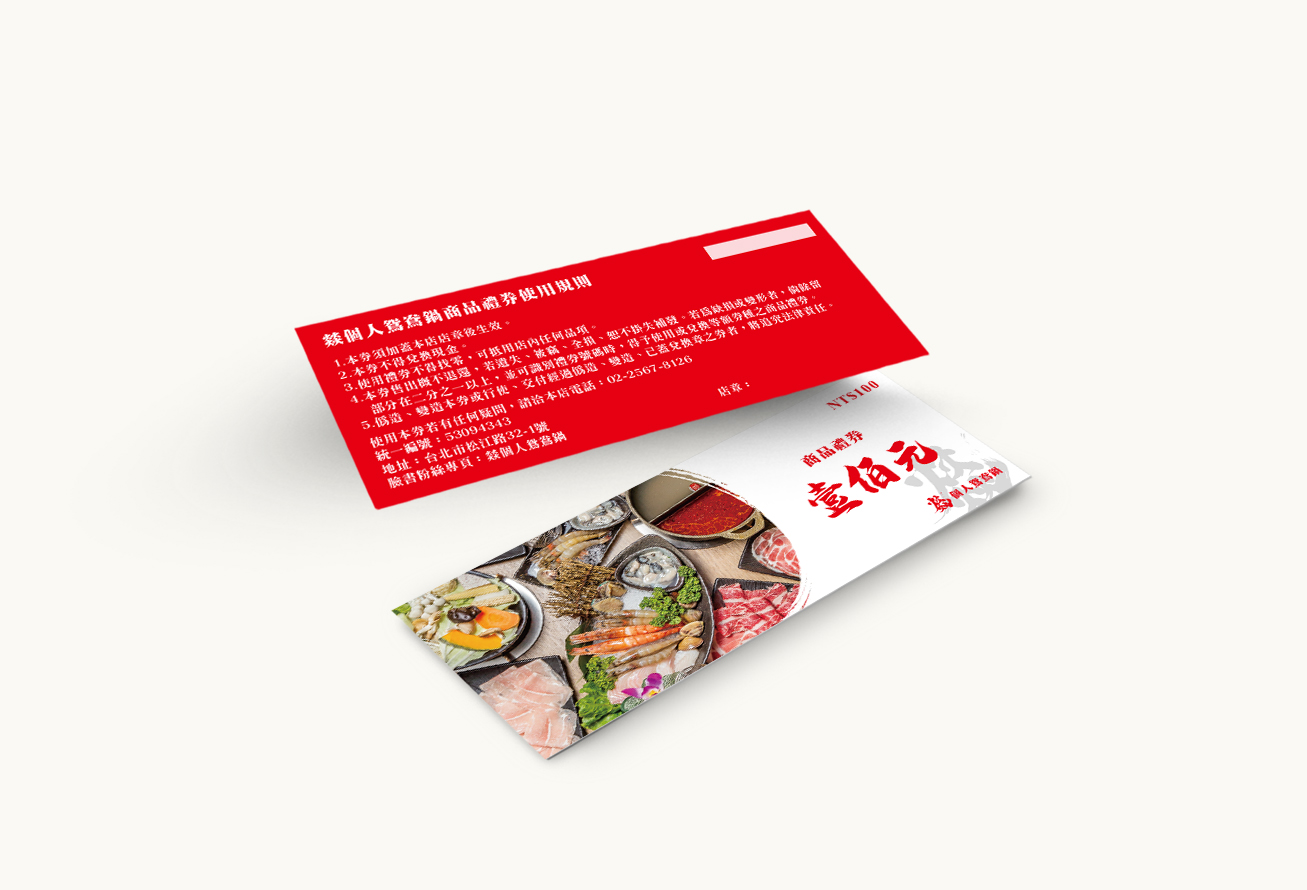 燚個人鴛鴦鍋商品禮券使用規則
1.本券須加蓋本店店章後生效。
2.本券不得兌換現金。
3.使用禮券不得找零,可抵用店內任何品項。
4.本券售出概不退還,若遺失、被竊、全損、恕不掛失補發。若為缺損或變形者,倘餘留
部分在二分之一以上,並可識別禮券號碼時,得予使用或兌換等額券種之商品禮券。
5.偽造、變造本券或行使、交付經過偽造、變造、已蓋兌換章之券者,將追究法律責任。
使用本券若有任何疑問,請洽本店電話:02-2567-8126
統一編號:53094343
地址:台北市松江路32-1號
臉書粉絲專頁:燚個人鴛鴦鍋
店章:
NT$100
商品禮券
壹佰元
燚個人鴛鴦鍋